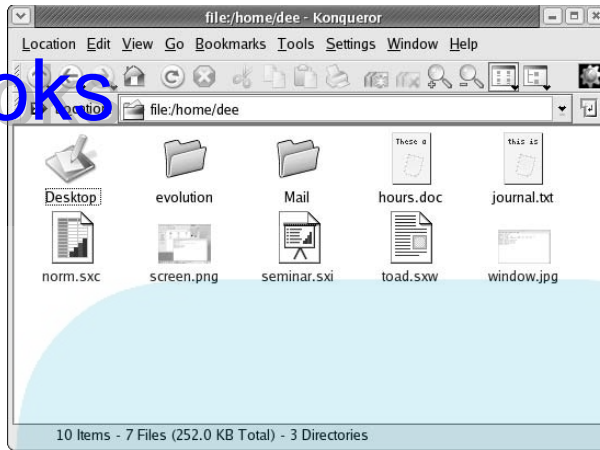 file:/home/dee - Konqueror
Location Edit View Go Bookmarks Tools Settings Window Help
ooks
Location file:/home/dee
These a
this is
Desktop evolution Mail hours.doc journal.txt
norm.sxc screen.png seminar.sxi toad.sxw window.jpg
10 Items - 7 Files (252.0 KB Total) - 3 Directories